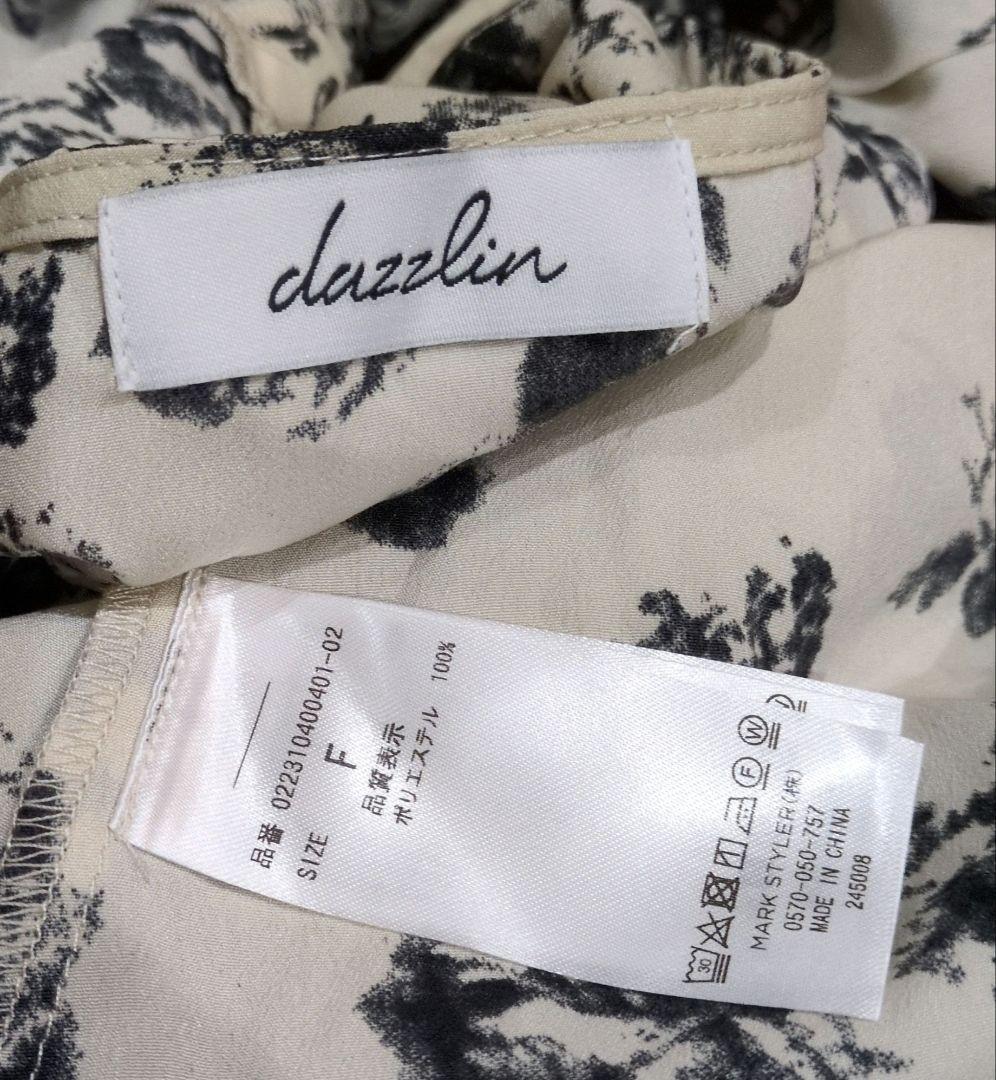 dazzlin
品番 022310400401-02
SIZE F
品質表示
ポリエステル 100%
30
F
W
MARK STYLER(株)
0570-050-757
MADE IN CHINA
245008